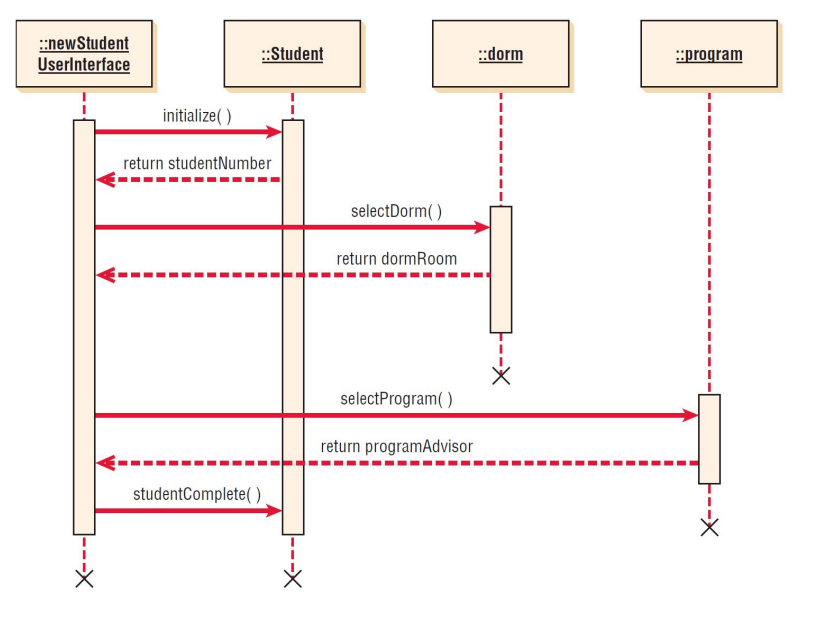 ::newStudent
UserInterface
::Student
::dorm
::program
initialize( )
return studentNumber
selectDorm( )
return dormRoom
selectProgram( )
return programAdvisor
studentComplete( )